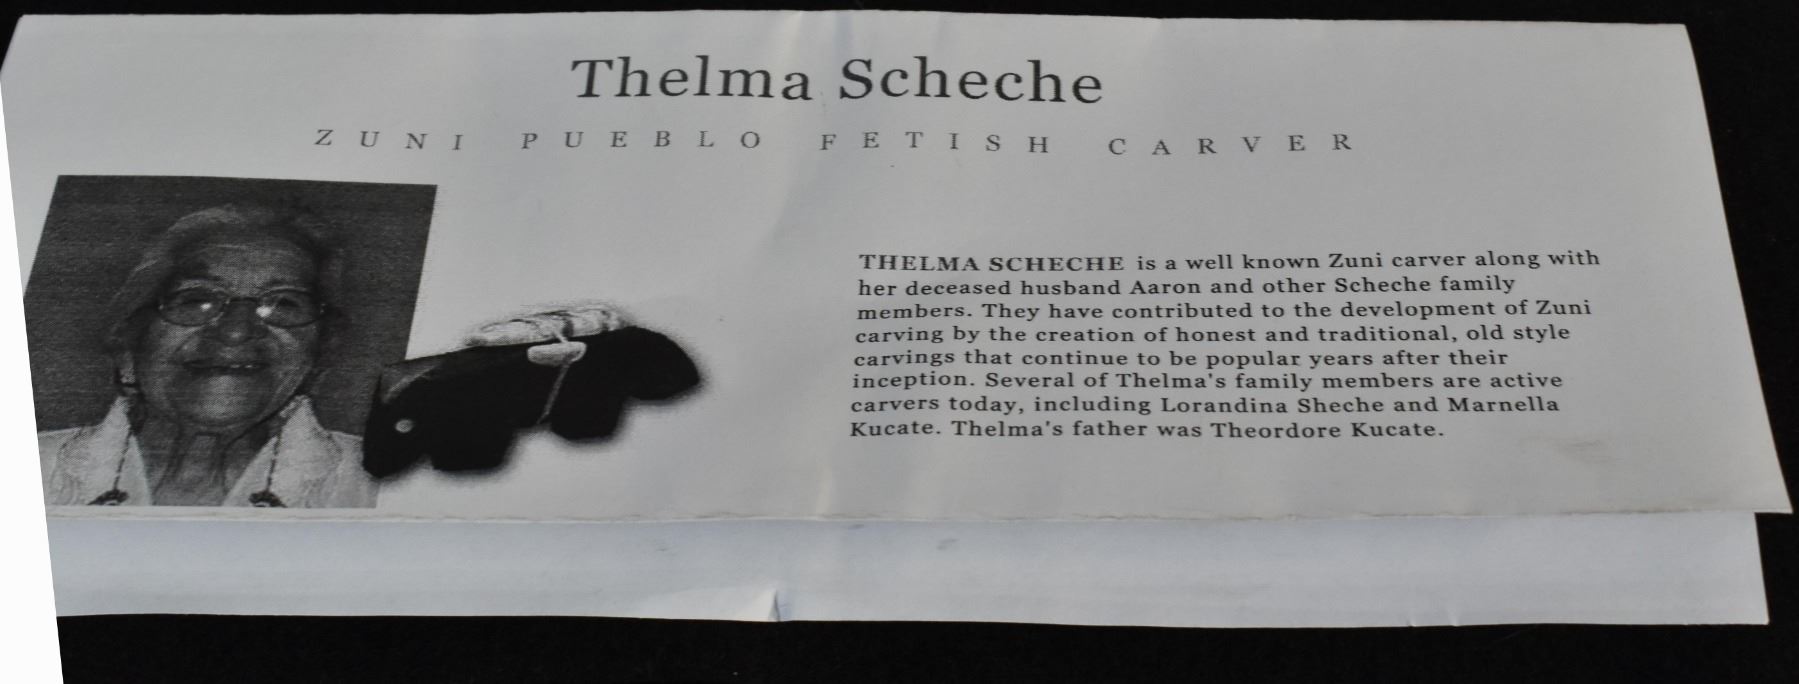 Thelma Scheche
ZUNI PUEBLO FETISH CARVER
THELMA SCHECHE is a well known Zuni carver along with
her deceased husband Aaron and other Scheche family
members. They have contributed to the development of Zuni
carving by the creation of honest and traditional, old style
carvings that continue to be popular years after their
inception. Several of Thelma's family members are active
carvers today, including Lorandina Sheche and Marnella
Kucate. Thelma's father was Theordore Kucate.